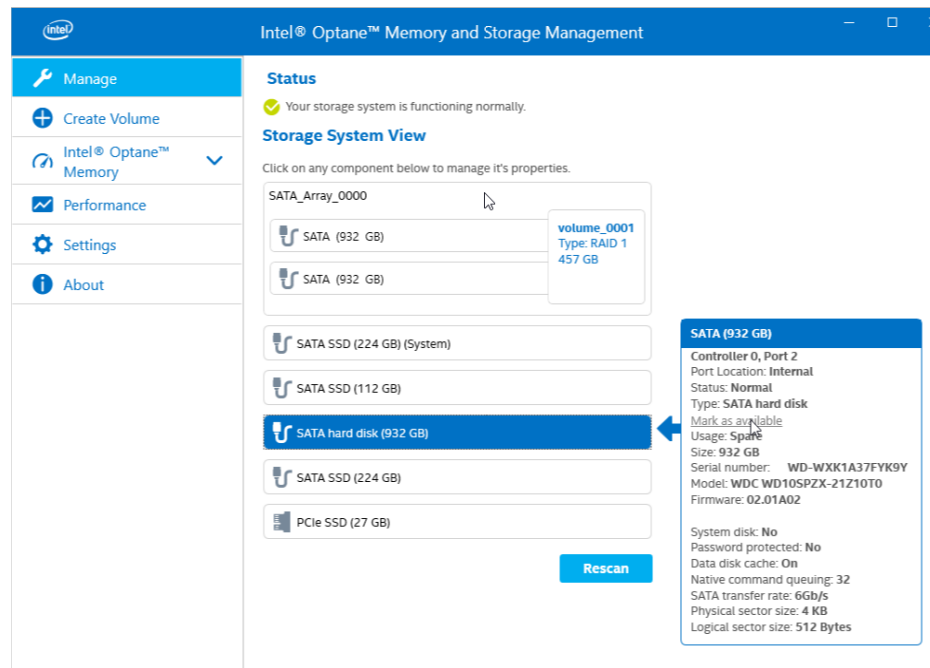 intel
Intel® Optane™ Memory and Storage Management
Manage
Create Volume
Intel® Optane™
Memory
Performance
Settings
About
Status
Your storage system is functioning normally.
Storage System View
Click on any component below to manage it's properties.
SATA_Array_0000
SATA (932 GB)
SATA (932 GB)
volume_0001
Type: RAID 1
457 GB
SATA SSD (224 GB) (System)
SATA SSD (112 GB)
SATA hard disk (932 GB)
SATA SSD (224 GB)
PCIe SSD (27 GB)
Rescan
SATA (932 GB)
Controller 0, Port 2
Port Location: Internal
Status: Normal
Type: SATA hard disk
Mark as available
Usage: Spare
Size: 932 GB
Serial number: WD-WXK1A37FYK9Y
Model: WDC WD10SPZX-21Z10T0
Firmware: 02.01A02
System disk: No
Password protected: No
Data disk cache: On
Native command queuing: 32
SATA transfer rate: 6Gb/s
Physical sector size: 4 KB
Logical sector size: 512 Bytes